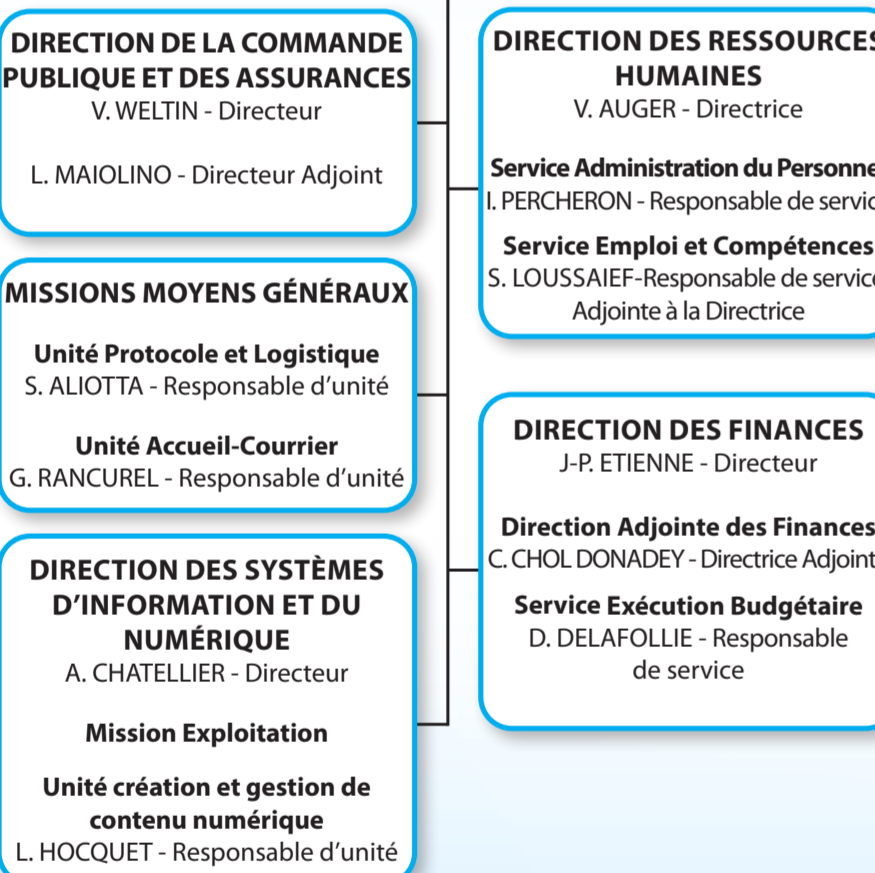 DIRECTION DE LA COMMANDE
PUBLIQUE ET DES ASSURANCES
V. WELTIN - Directeur
L. MAIOLINO - Directeur Adjoint
MISSIONS MOYENS GÉNÉRAUX
Unité Protocole et Logistique
S. ALIOTTA - Responsable d’unité
Unité Accueil-Courrier
G. RANCUREL - Responsable d’unité
DIRECTION DES SYSTÈMES
D’INFORMATION ET DU
NUMÉRIQUE
A. CHATELLIER - Directeur
Mission Exploitation
Unité création et gestion de
contenu numérique
L. HOCQUET - Responsable d’unité
DIRECTION DES RESSOURCES
HUMAINES
V. AUGER - Directrice
Service Administration du Personne
I. PERCHERON - Responsable de servic
Service Emploi et Compétences
S. LOUSSAIEF-Responsable de service
Adjointe à la Directrice
DIRECTION DES FINANCES
J-P. ETIENNE - Directeur
Direction Adjointe des Finances
C. CHOL DONADEY - Directrice Adjoint
Service Exécution Budgétaire
D. DELAFOLLIE - Responsable
de service